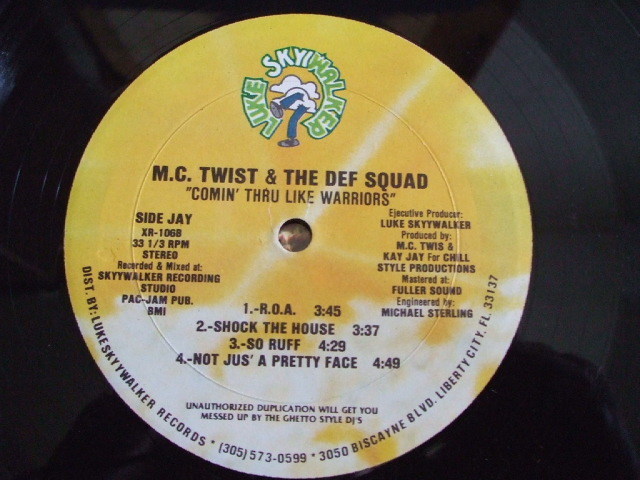 LUKE SKYYWALKER
M.C. TWIST & THE DEF SQUAD
"COMIN' THRU LIKE WARRIORS"
SIDE JAY
XR-106B
33 1/3 RPM
STEREO
Recorded & Mixed at:
SKYYWALKER RECORDING
STUDIO
PAC-JAM PUB.
BMI
Ejecutive Producer:
LUKE SKYYWALKER
Produced by:
M.C. TWIS &
KAY JAY For CHILL
STYLE PRODUCTIONS
Mastered at:
FULLER SOUND
Engineered by:
MICHAEL STERLING
1.-R.O.A. 3:45
2.-SHOCK THE HOUSE 3:37
3.-SO RUFF 4:29
4.-NOT JUS' A PRETTY FACE 4:49
UNAUTHORIZED DUPLICATION WILL GET YOU
MESSED UP BY THE GHETTO STYLE DJ'S
DIST. BY: LUKESKYYWALKER RECORDS * (305) 573-0599 * 3050 BISCAYNE BLVD. LIBERTY CITY, FL. 33137